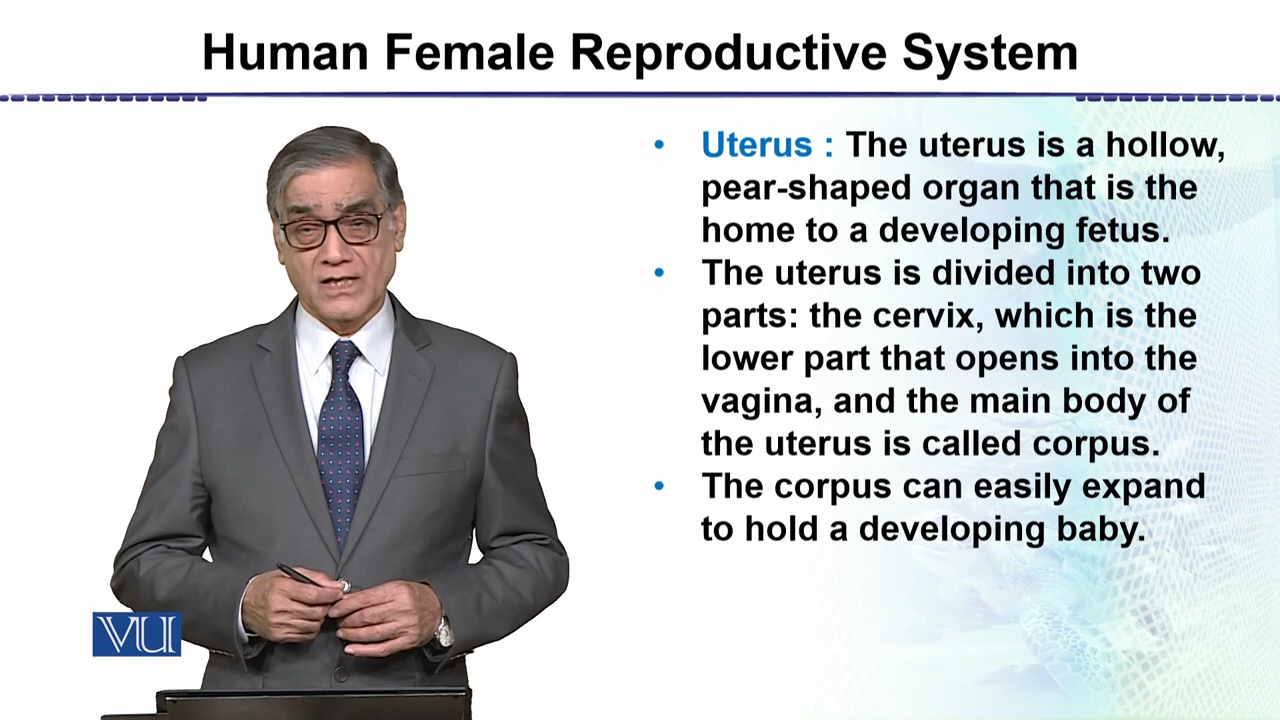 Human Female Reproductive System
• Uterus : The uterus is a hollow,
pear-shaped organ that is the
home to a developing fetus.
• The uterus is divided into two
parts: the cervix, which is the
lower part that opens into the
vagina, and the main body of
the uterus is called corpus.
• The corpus can easily expand
to hold a developing baby.
VU